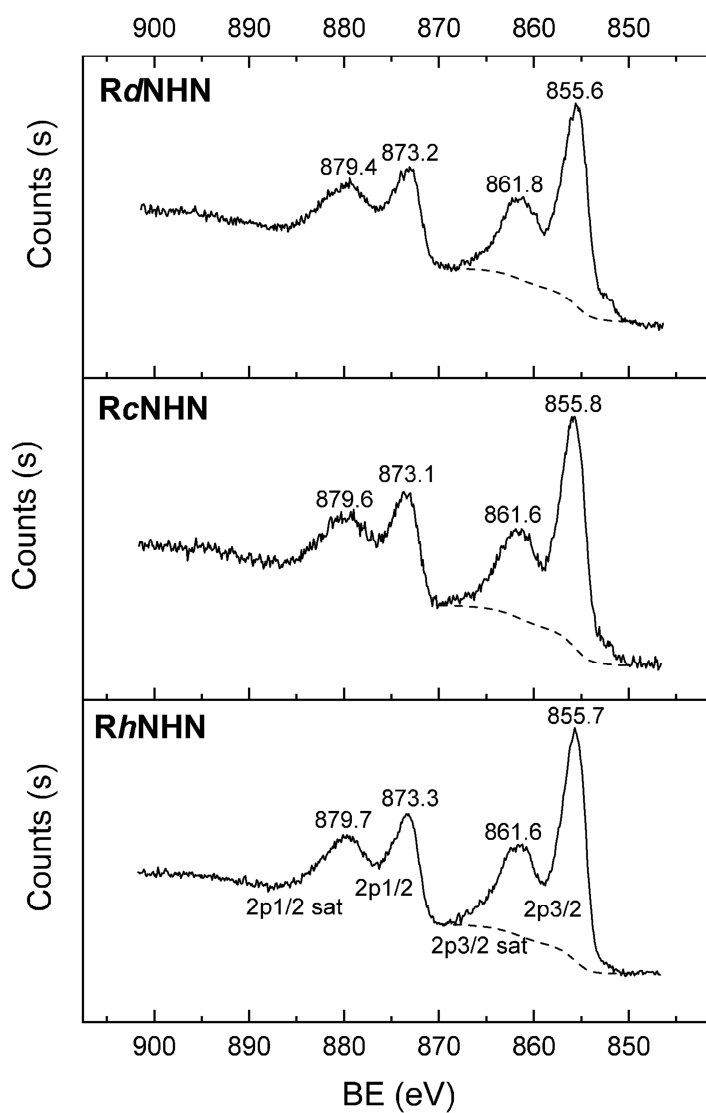 900 890 880 870 860 850
RdNHN
855.6
873.2
879.4
861.8
Counts (s)
RcNHN
855.8
873.1
879.6
861.6
Counts (s)
RhNHN
855.7
873.3
879.7
861.6
2p1/2
2p3/2
2p1/2 sat
2p3/2 sat
Counts (s)
900 890 880 870 860 850
BE (eV)